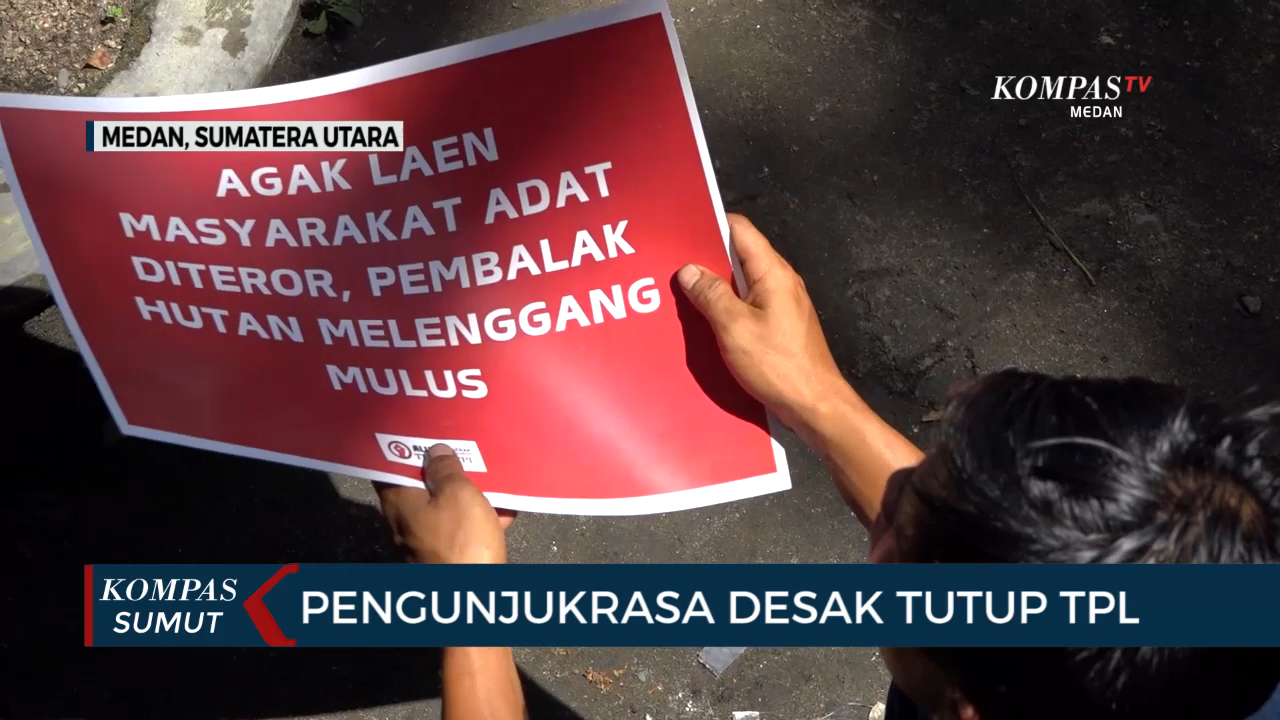 KOMPAS TV
MEDAN
MEDAN, SUMATERA UTARA
AGAK LAEN
MASYARAKAT ADAT
DITEROR, PEMBALAK
HUTAN MELENGGANG
MULUS
KOMPAS
SUMUT
PENGUNJUKRASA DESAK TUTUP TPL